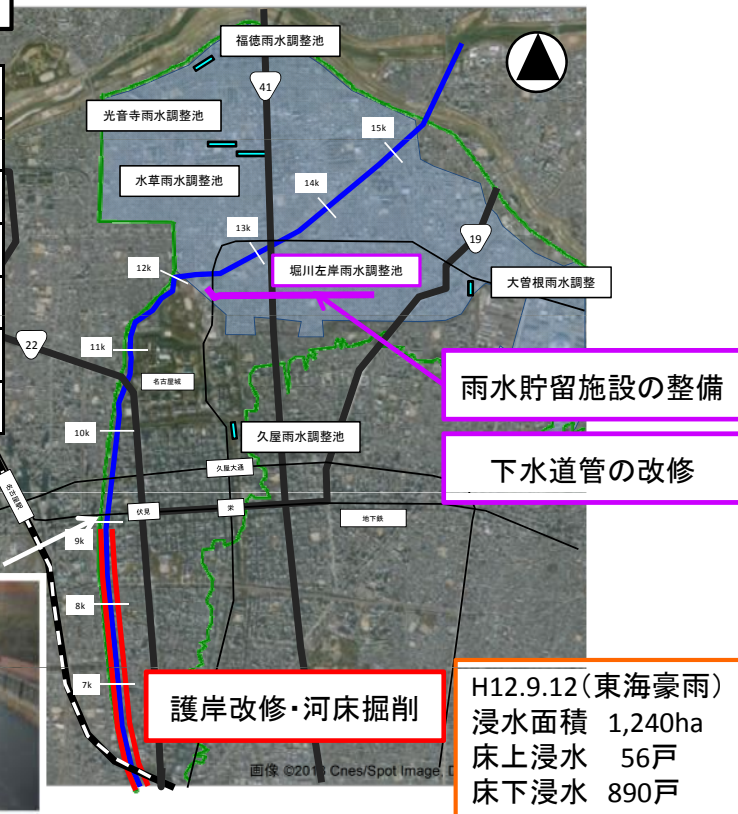 福徳雨水調整池
41
光音寺雨水調整池
15k
水草雨水調整池
14k
13k
19
12k
堀川左岸雨水調整池
大曽根雨水調整
22
11k
雨水貯留施設の整備
名古屋城
10k
久屋雨水調整池
下水道管の改修
久屋大通
名古屋駅
伏見
栄
地下鉄
9k
8k
7k
護岸改修・河床掘削
H12.9.12(東海豪雨)
浸水面積 1,240ha
床上浸水 56戸
床下浸水 890戸
画像 ©2013 Cnes/Spot Image, D